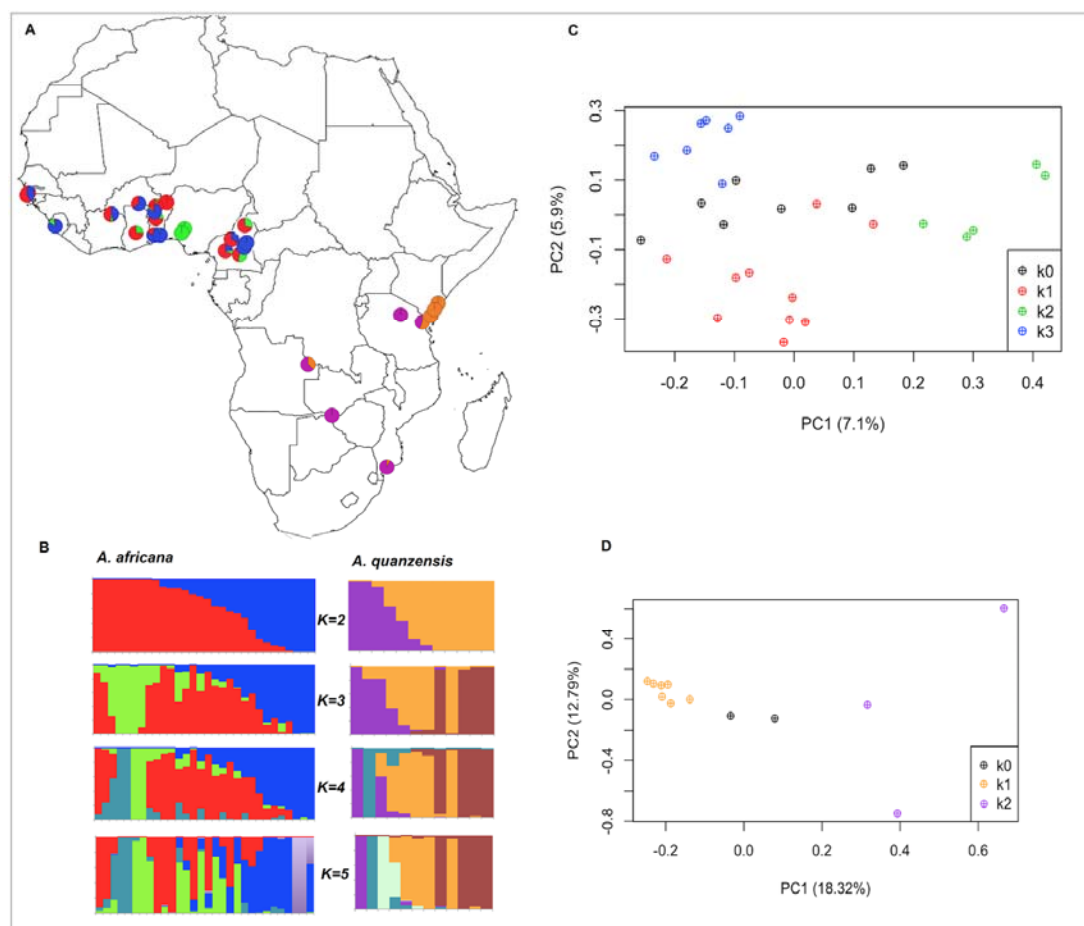 A
C
0.3
0.1
-0.1
-0.3
PC2 (5.9%)
k0
k1
k2
k3
-0.2
-0.1
0.0
0.1
0.2
0.3
0.4
PC1 (7.1%)
B
A. africana
A. quanzensis
K=2
K=3
K=4
K=5
D
0.4
0.0
-0.4
-0.8
PC2 (12.79%)
k0
k1
k2
-0.2
0.0
0.2
0.4
0.6
PC1 (18.32%)